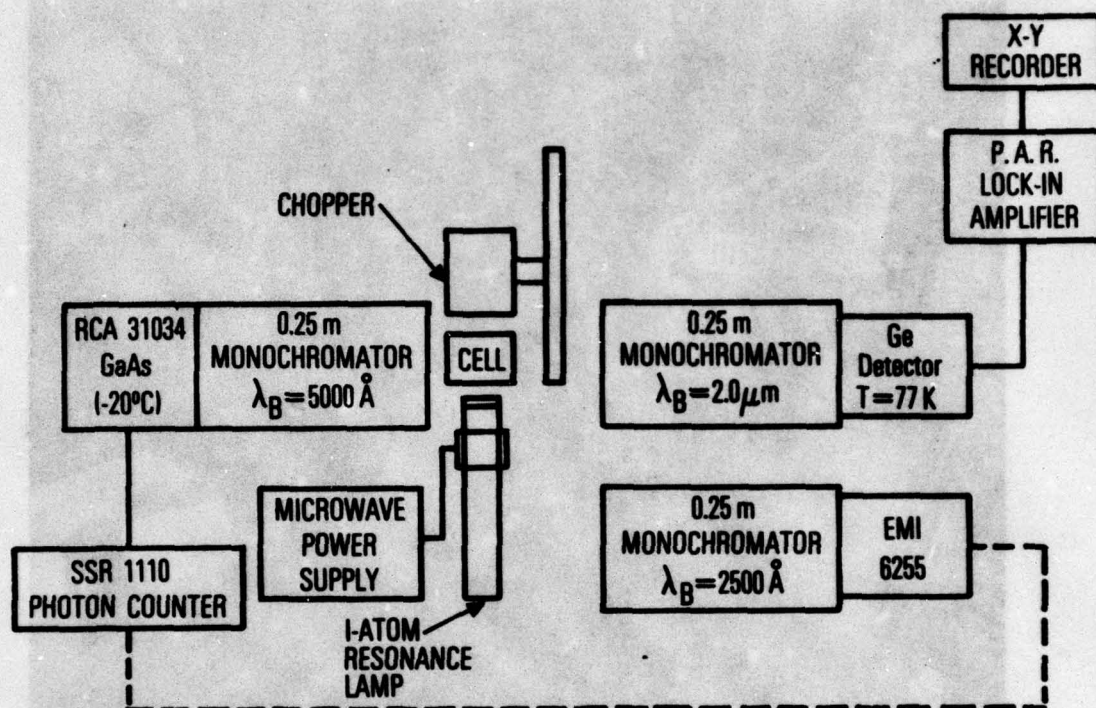 X-Y
RECORDER
P.A.R.
LOCK-IN
AMPLIFIER
CHOPPER
RCA 31034
GaAs
(-20ºC)
0.25 m
MONOCHROMATOR
λB=5000 Å
CELL
0.25 m
MONOCHROMATOR
λB=2.0μm
Ge
Detector
T=77 K
MICROWAVE
POWER
SUPPLY
0.25 m
MONOCHROMATOR
λB=2500 Å
EMI
6255
SSR 1110
PHOTON COUNTER
I-ATOM
RESONANCE
LAMP